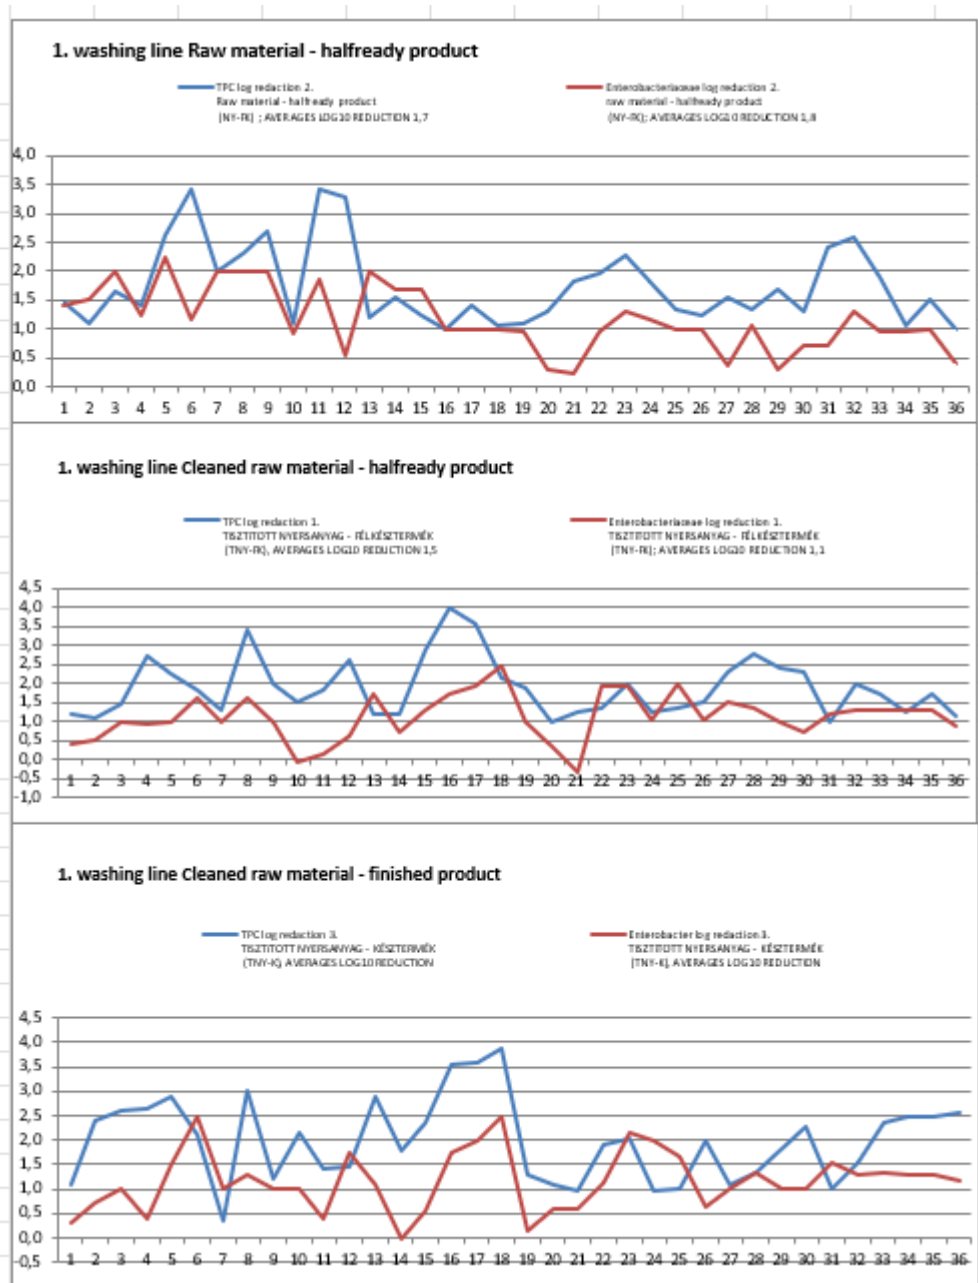 1. washing line Raw material - halfready product
TPC log redaction 2.
Raw material - halfready product
(NY-FK) ; AVERAGES LOG10 REDUCTION 1,7
Enterobacteriaceae log reduction 2.
raw material - halfready product
(NY-FK); AVERAGES LOG10 REDUCTION 1,8
4,0
3,5
3,0
2,5
2,0
1,5
1,0
0,5
0,0
1 2 3 4 5 6 7 8 9 10 11 12 13 14 15 16 17 18 19 20 21 22 23 24 25 26 27 28 29 30 31 32 33 34 35 36
1. washing line Cleaned raw material - halfready product
TPC log redaction 1.
TISZTITOTT NYERSANYAG - FÉLKÉSZTERMÉK
(TNY-FK), AVERAGES LOG10 REDUCTION 1,5
Enterobacteriaceae log reduction 1.
TISZTITOTT NYERSANYAG - FÉLKÉSZTERMÉK
(TNY-FK); AVERAGES LOG10 REDUCTION 1,1
4,5
4,0
3,5
3,0
2,5
2,0
1,5
1,0
0,5
0,0
-0,5
-1,0
1 2 3 4 5 6 7 8 9 10 11 12 13 14 15 16 17 18 19 20 21 22 23 24 25 26 27 28 29 30 31 32 33 34 35 36
1. washing line Cleaned raw material - finished product
TPC log redaction 3.
TISZTITOTT NYERSANYAG - KÉSZTERMÉK
(TNY-K) AVERAGES LOG10 REDUCTION
Enterobacter log redaction 3.
TISZTITOTT NYERSANYAG - KÉSZTERMÉK
(TNY-K), AVERAGES LOG10 REDUCTION
4,5
4,0
3,5
3,0
2,5
2,0
1,5
1,0
0,5
0,0
-0,5
1 2 3 4 5 6 7 8 9 10 11 12 13 14 15 16 17 18 19 20 21 22 23 24 25 26 27 28 29 30 31 32 33 34 35 36